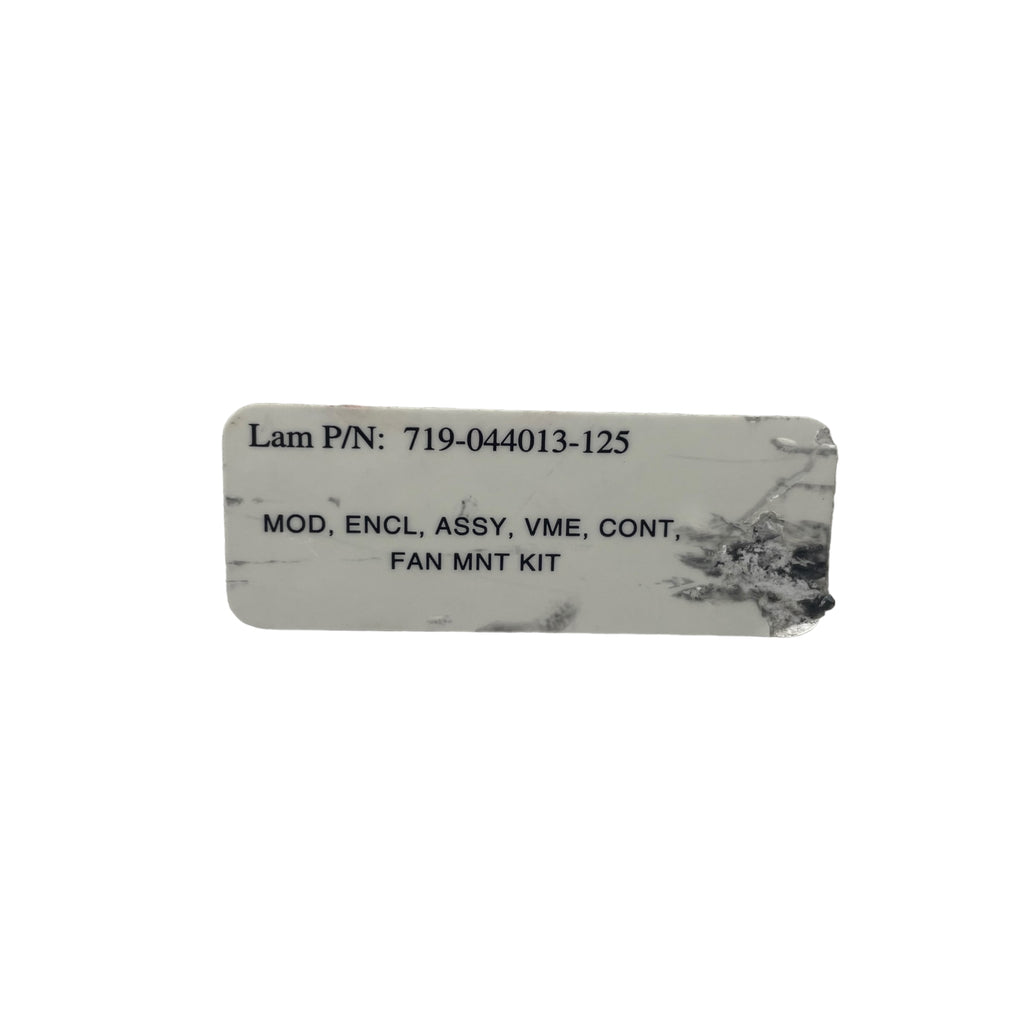 Lam P/N: 719-044013-125
MOD, ENCL, ASSY, VME, CONT,
FAN MNT KIT